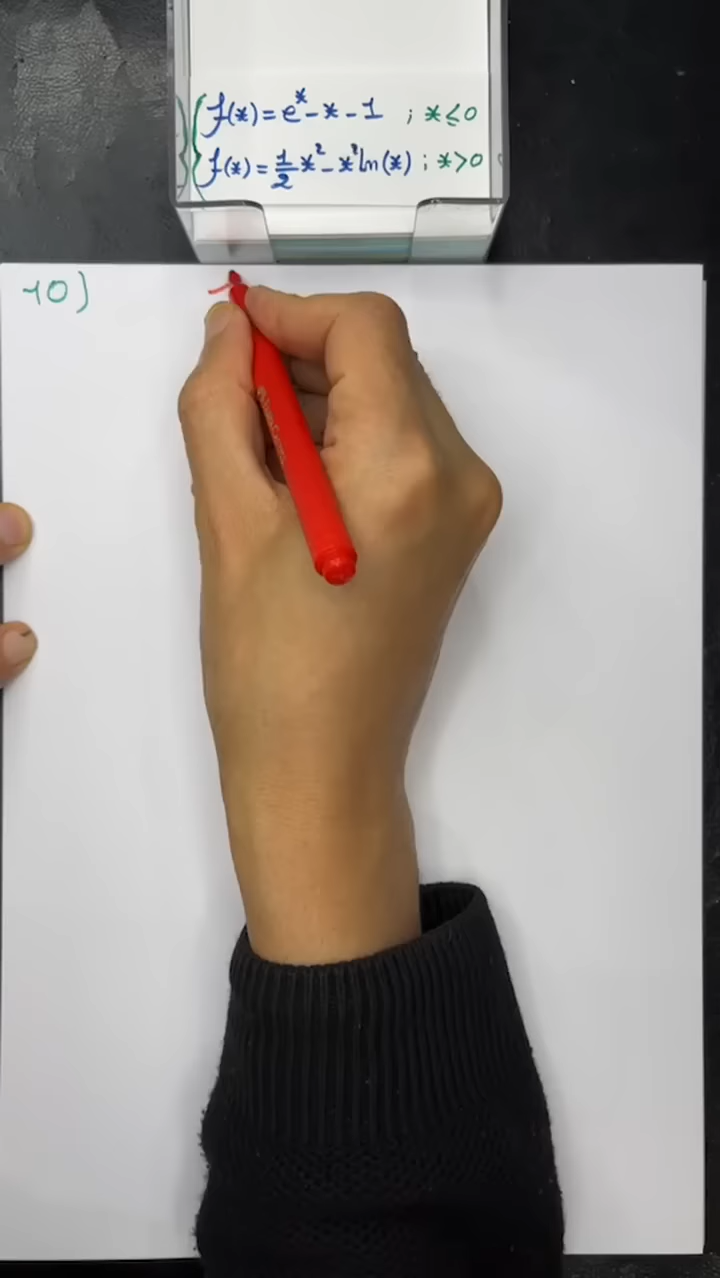 f(x) = e^x - x - 1 ; x ≤ 0
f(x) = 1/2 x² - x² ln(x) ; x > 0
10)